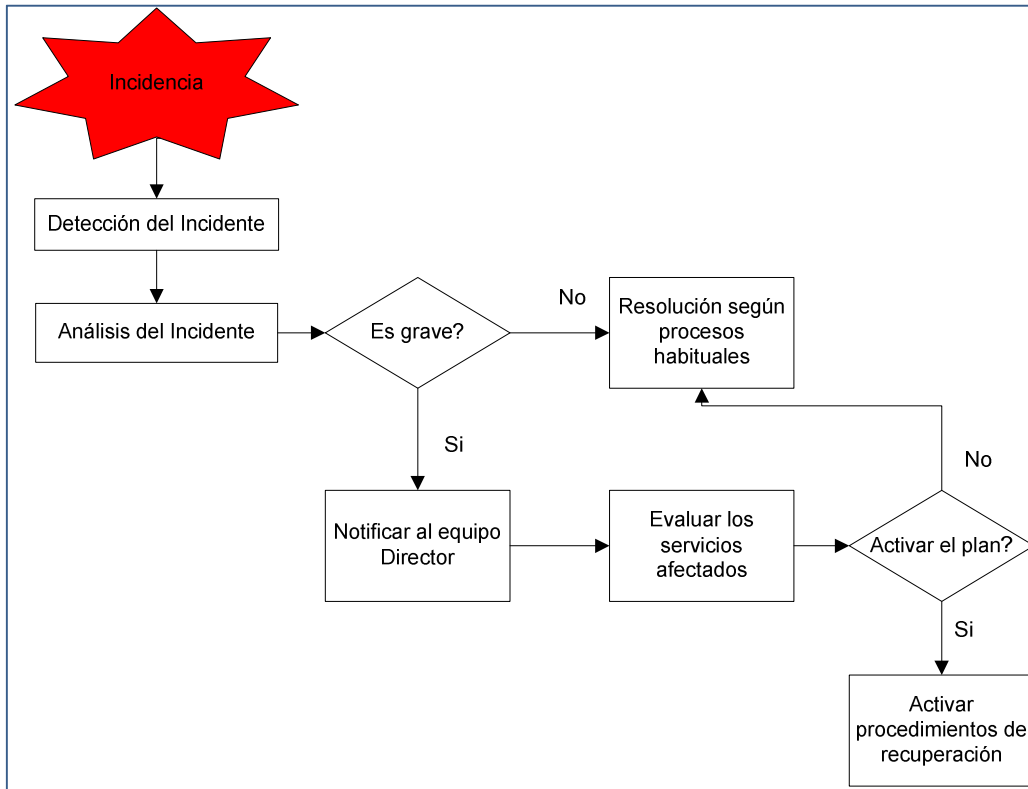 Incidencia
Detección del Incidente
Análisis del Incidente
Es grave?
No
Resolución según
procesos
habituales
Si
No
Notificar al equipo
Director
Evaluar los
servicios
afectados
Activar el plan?
Si
Activar
procedimientos de
recuperación